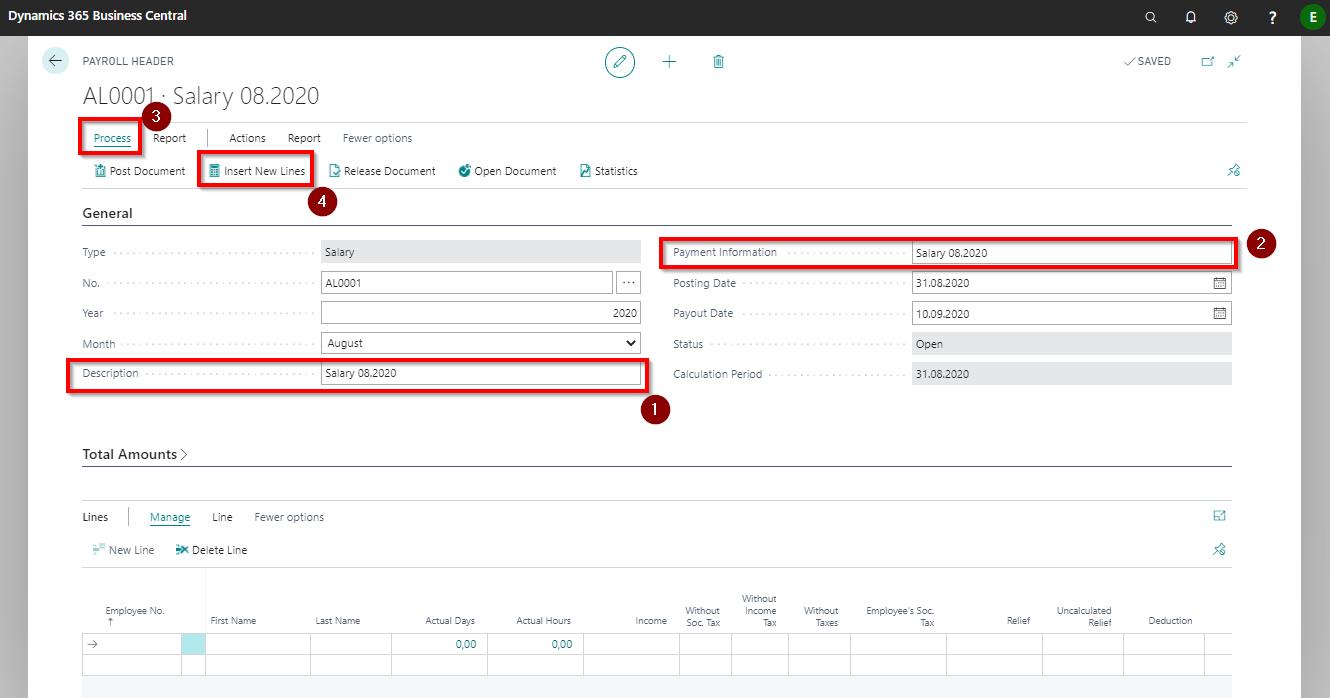 Dynamics 365 Business Central
? E
PAYROLL HEADER
SAVED
AL0001 · Salary 08.2020
3
Process Report Actions Report Fewer options
Post Document Insert New Lines Release Document Open Document Statistics
4
General
2
Type Salary
Payment Information Salary 08.2020
No. AL0001 ...
Posting Date 31.08.2020
Year 2020
Payout Date 10.09.2020
Month August
Status Open
Description Salary 08.2020
Calculation Period 31.08.2020
1
Total Amounts
Lines Manage Line Fewer options
New Line Delete Line
Employee No. ↑ First Name Last Name Actual Days Actual Hours Income Without Soc. Tax Without Income Tax Without Taxes Employee's Soc. Tax Relief Uncalculated Relief Deduction
0,00 0,00